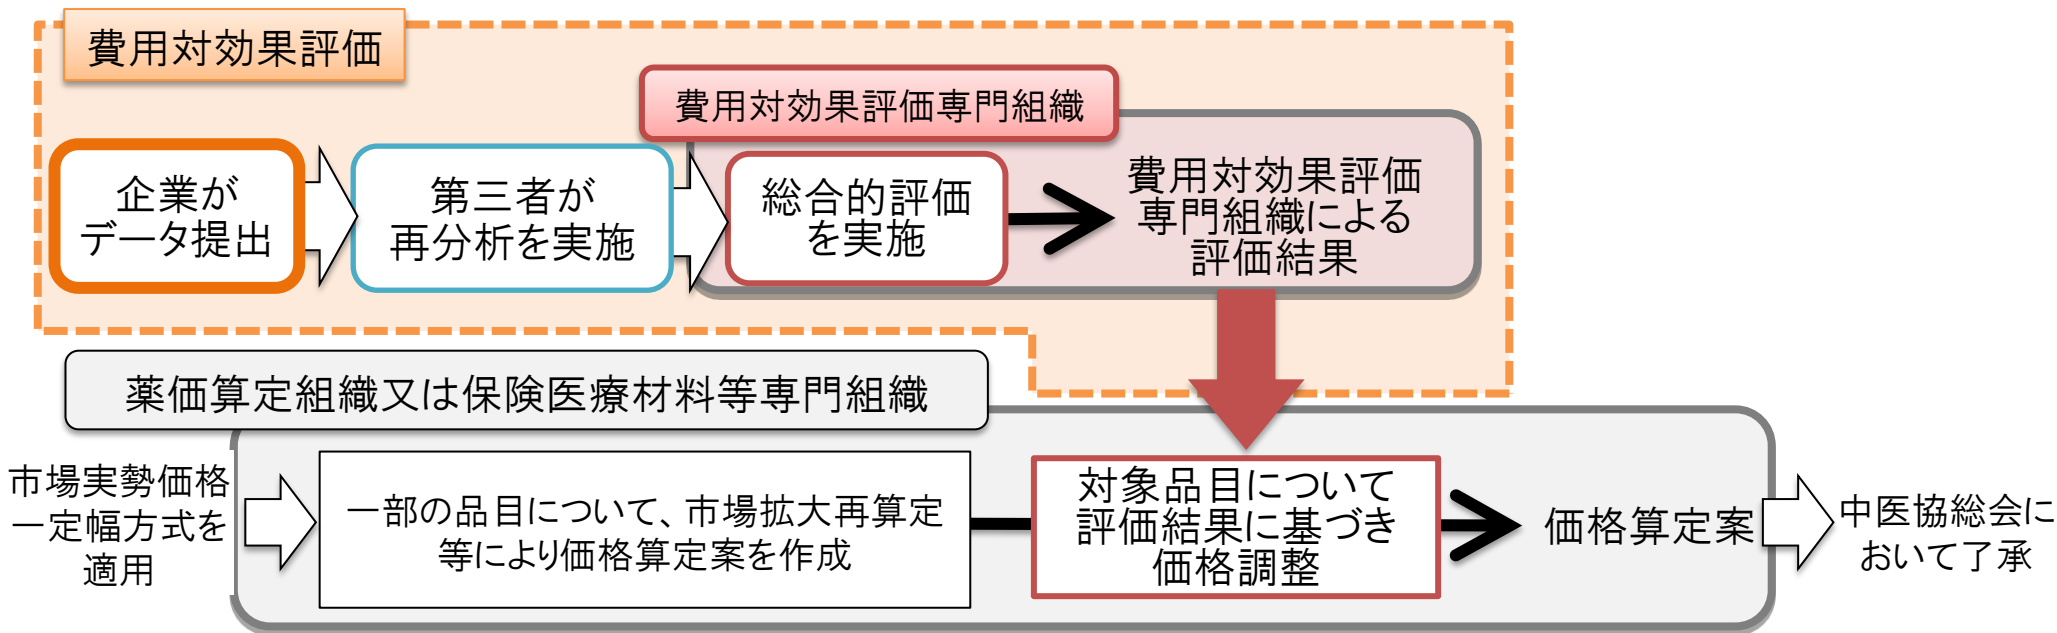 費用対効果評価
費用対効果評価専門組織
企業が
データ提出
第三者が
再分析を実施
総合的評価
を実施
費用対効果評価
専門組織による
評価結果
薬価算定組織又は保険医療材料等専門組織
市場実勢価格
一定幅方式を
適用
一部の品目について、市場拡大再算定
等により価格算定案を作成
対象品目について
評価結果に基づき
価格調整
価格算定案
中医協総会に
おいて了承